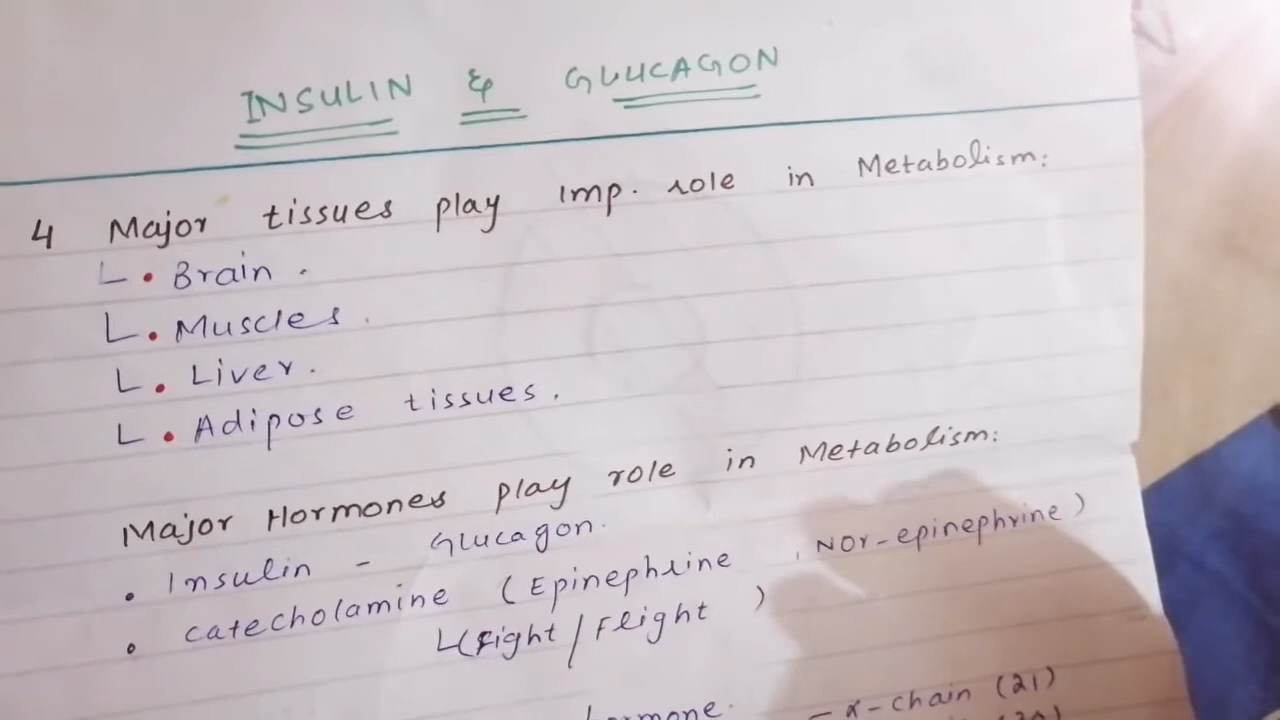 INSULIN & GLUCAGON
4 Major tissues play Imp. role in Metabolism:
• Brain.
• Muscles.
• Liver.
• Adipose tissues.
Major Hormones play role in Metabolism:
• Insulin - Glucagon.
• Catecholamine (Epinephrine, Nor-epinephrine)
(Fight/Flight)
- α-chain (21)